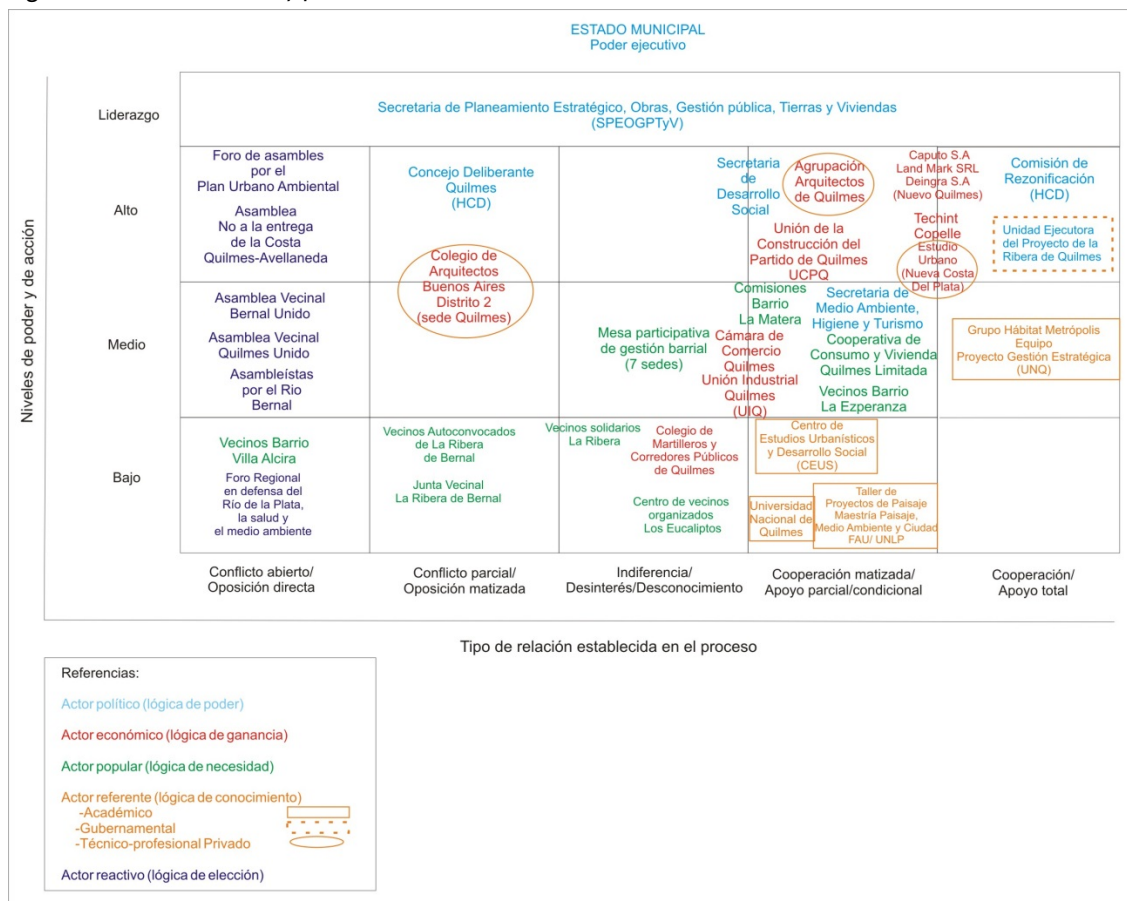 ESTADO MUNICIPAL
Poder ejecutivo
Niveles de poder y de acción
Liderazgo
Secretaria de Planeamiento Estratégico, Obras, Gestión pública, Tierras y Viviendas
(SPEOGPTyV)
Alto
Foro de asambles
por el
Plan Urbano Ambiental
Asamblea
No a la entrega
de la Costa
Quilmes-Avellaneda
Concejo Deliberante
Quilmes
(HCD)
Colegio de
Arquitectos
Buenos Aires
Distrito 2
(sede Quilmes)
Secretaria
de
Desarrollo
Social
Agrupación
Arquitectos
de Quilmes
Unión de la
Construcción del
Partido de Quilmes
UCPQ
Caputo S.A
Land Mark SRL
Deingra S.A
(Nuevo Quilmes)
Techint
Copelle
Estudio
Urbano
(Nueva Costa
Del Plata)
Comisión de
Rezonificación
(HCD)
Unidad Ejecutora
del Proyecto de la
Ribera de Quilmes
Medio
Asamblea Vecinal
Bernal Unido
Asamblea Vecinal
Quilmes Unido
Asambleístas
por el Rio
Bernal
Mesa participativa
de gestión barrial
(7 sedes)
Comisiones
Barrio
La Matera
Cámara de
Comercio
Quilmes
Unión Industrial
Quilmes
(UIQ)
Secretaria de
Medio Ambiente,
Higiene y Turismo
Cooperativa de
Consumo y Vivienda
Quilmes Limitada
Vecinos Barrio
La Ezperanza
Grupo Hábitat Metrópolis
Equipo
Proyecto Gestión Estratégica
(UNQ)
Bajo
Vecinos Barrio
Villa Alcira
Foro Regional
en defensa del
Río de la Plata,
la salud y
el medio ambiente
Vecinos Autoconvocados
de La Ribera
de Bernal
Junta Vecinal
La Ribera de Bernal
Vecinos solidarios
La Ribera
Colegio de
Martilleros y
Corredores Públicos
de Quilmes
Centro de vecinos
organizados
Los Eucaliptos
Centro de
Estudios Urbanísticos
y Desarrollo Social
(CEUS)
Universidad
Nacional de
Quilmes
Taller de
Proyectos de Paisaje
Maestría Paisaje,
Medio Ambiente y Ciudad
FAU/ UNLP
Conflicto abierto/
Oposición directa
Conflicto parcial/
Oposición matizada
Indiferencia/
Desinterés/Desconocimiento
Cooperación matizada/
Apoyo parcial/condicional
Cooperación/
Apoyo total
Tipo de relación establecida en el proceso
Referencias:
Actor político (lógica de poder)
Actor económico (lógica de ganancia)
Actor popular (lógica de necesidad)
Actor referente (lógica de conocimiento)
-Académico
-Gubernamental
-Técnico-profesional Privado
Actor reactivo (lógica de elección)